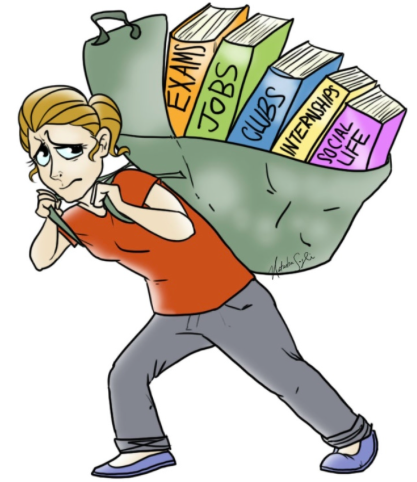 EXAMS
JOBS
CLUBS
INTERNSHIPS
SOCIAL
LIFE